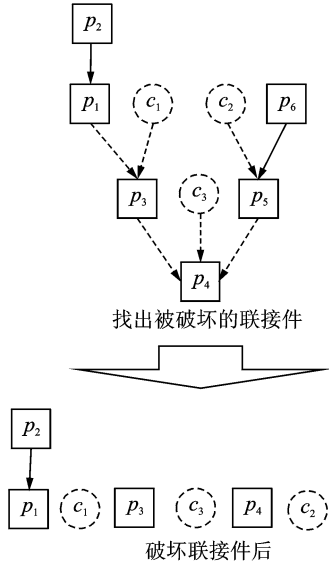 p₂
p₁ c₁ c₂ p₆
p₃ c₃ p₅
p₄
找出被破坏的联接件
p₂
p₁ c₁ p₃ c₃ p₄ c₂
破坏联接件后